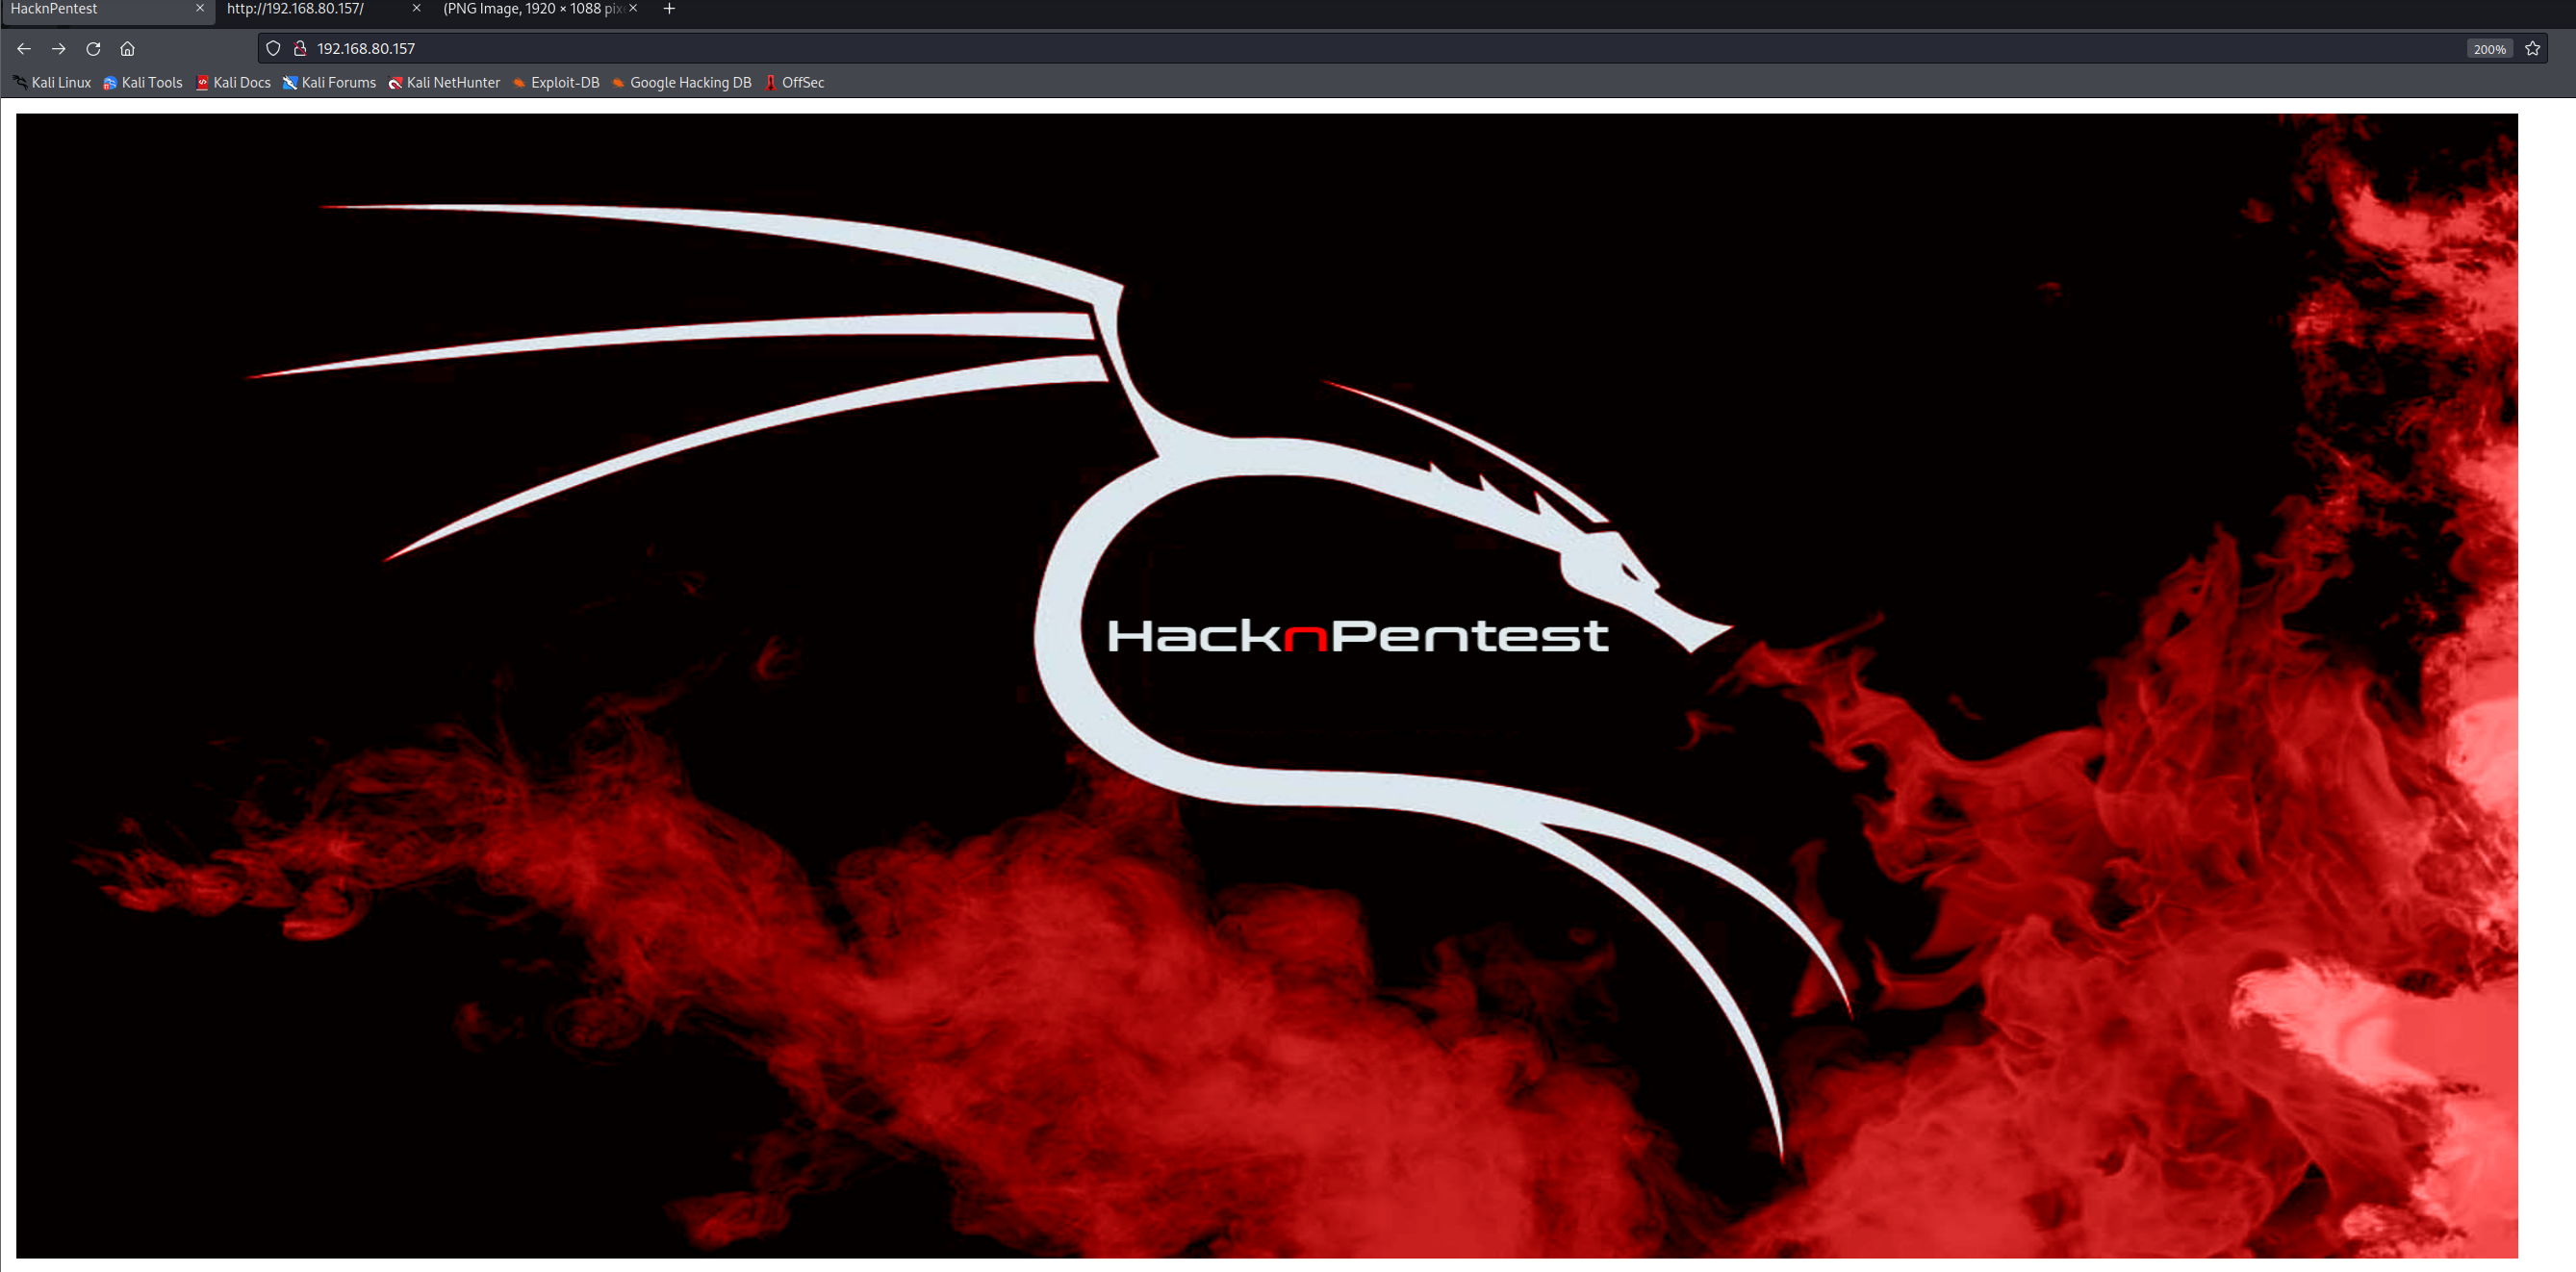 HacknPentest
http://192.168.80.157/
(PNG Image, 1920 × 1088 pix
192.168.80.157
200%
Kali Linux
Kali Tools
Kali Docs
Kali Forums
Kali NetHunter
Exploit-DB
Google Hacking DB
OffSec
HacknPentest